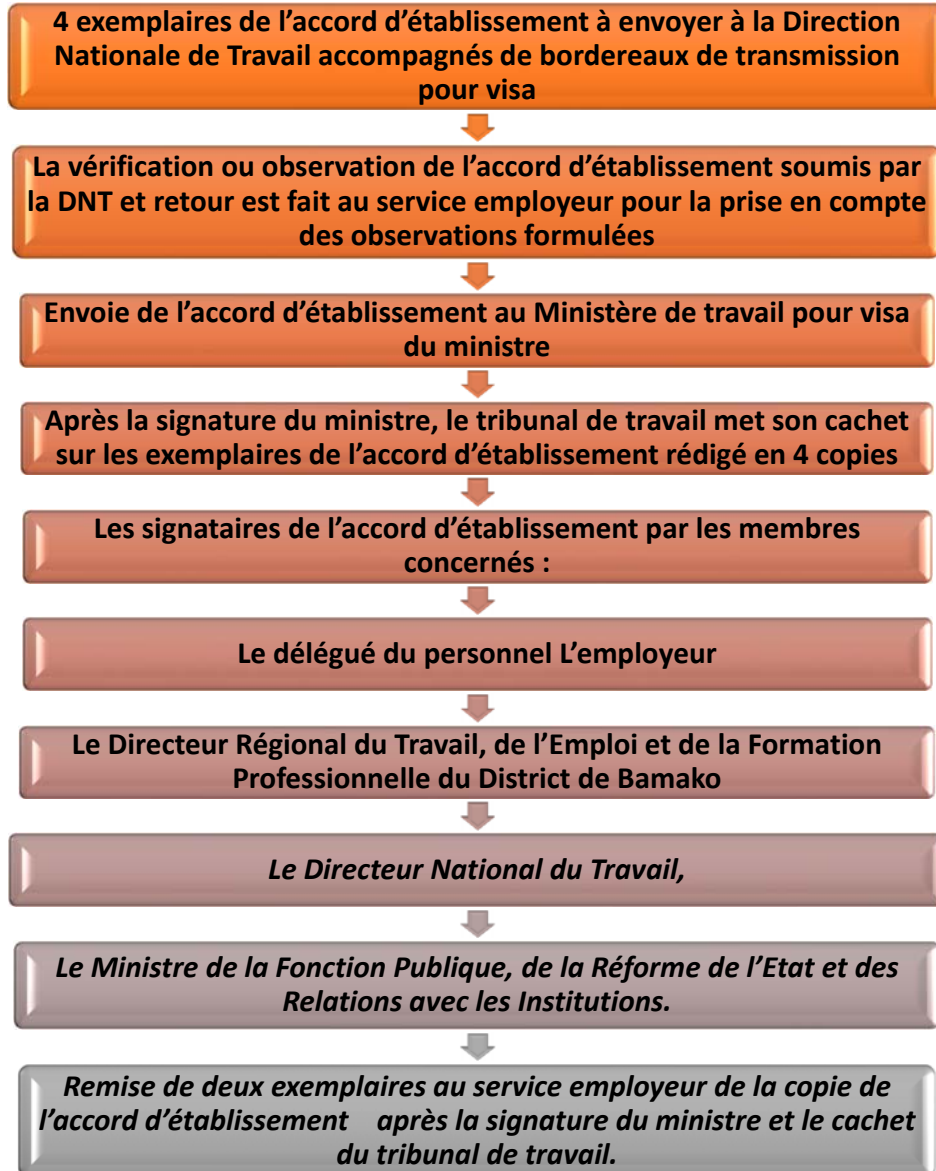 4 exemplaires de l’accord d’établissement à envoyer à la Direction
Nationale de Travail accompagnés de bordereaux de transmission
pour visa
La vérification ou observation de l’accord d’établissement soumis par
la DNT et retour est fait au service employeur pour la prise en compte
des observations formulées
Envoie de l’accord d’établissement au Ministère de travail pour visa
du ministre
Après la signature du ministre, le tribunal de travail met son cachet
sur les exemplaires de l’accord d’établissement rédigé en 4 copies
Les signataires de l’accord d’établissement par les membres
concernés :
Le délégué du personnel L’employeur
Le Directeur Régional du Travail, de l’Emploi et de la Formation
Professionnelle du District de Bamako
Le Directeur National du Travail,
Le Ministre de la Fonction Publique, de la Réforme de l’Etat et des
Relations avec les Institutions.
Remise de deux exemplaires au service employeur de la copie de
l’accord d’établissement après la signature du ministre et le cachet
du tribunal de travail.